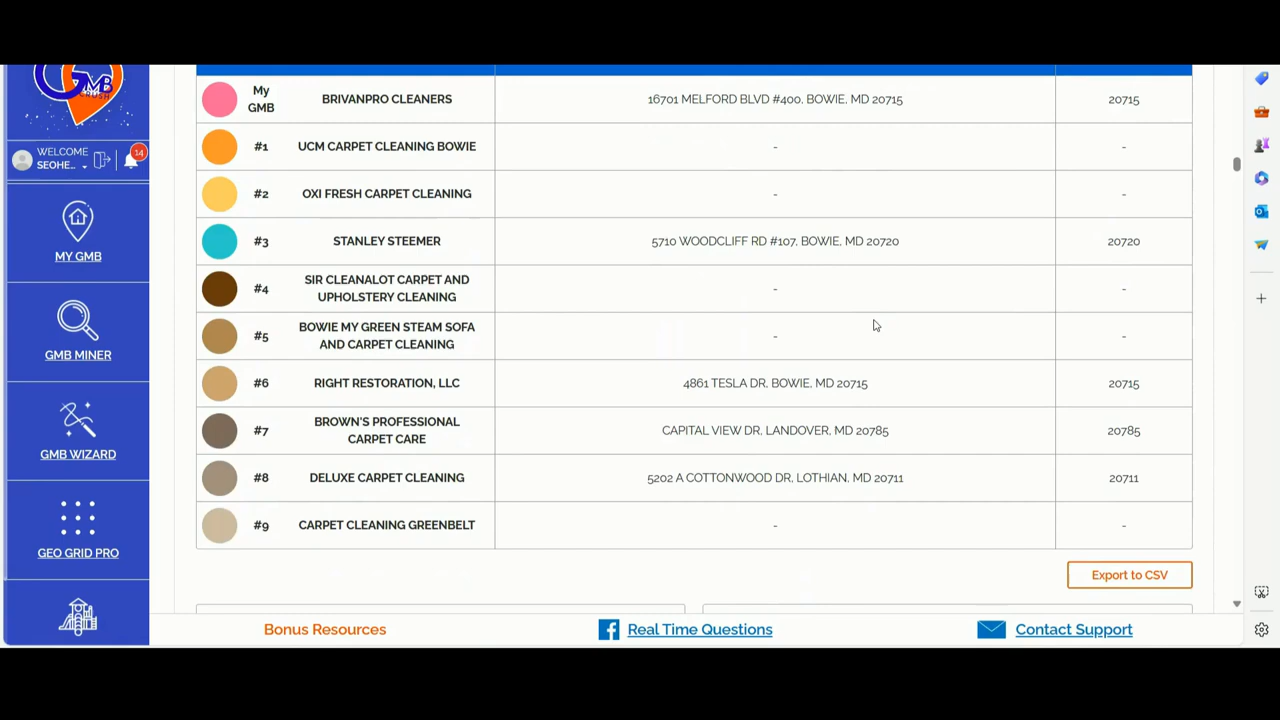 GMB
CRUSH
WELCOME
SEOHE...
14
MY GMB
GMB MINER
GMB WIZARD
GEO GRID PRO
My
GMB
BRIVANPRO CLEANERS
16701 MELFORD BLVD #400, BOWIE, MD 20715
20715
#1
UCM CARPET CLEANING BOWIE
-
-
#2
OXI FRESH CARPET CLEANING
-
-
#3
STANLEY STEEMER
5710 WOODCLIFF RD #107, BOWIE, MD 20720
20720
#4
SIR CLEANALOT CARPET AND
UPHOLSTERY CLEANING
-
-
#5
BOWIE MY GREEN STEAM SOFA
AND CARPET CLEANING
-
-
#6
RIGHT RESTORATION, LLC
4861 TESLA DR, BOWIE, MD 20715
20715
#7
BROWN'S PROFESSIONAL
CARPET CARE
CAPITAL VIEW DR, LANDOVER, MD 20785
20785
#8
DELUXE CARPET CLEANING
5202 A COTTONWOOD DR, LOTHIAN, MD 20711
20711
#9
CARPET CLEANING GREENBELT
-
-
Export to CSV
Bonus Resources
Real Time Questions
Contact Support